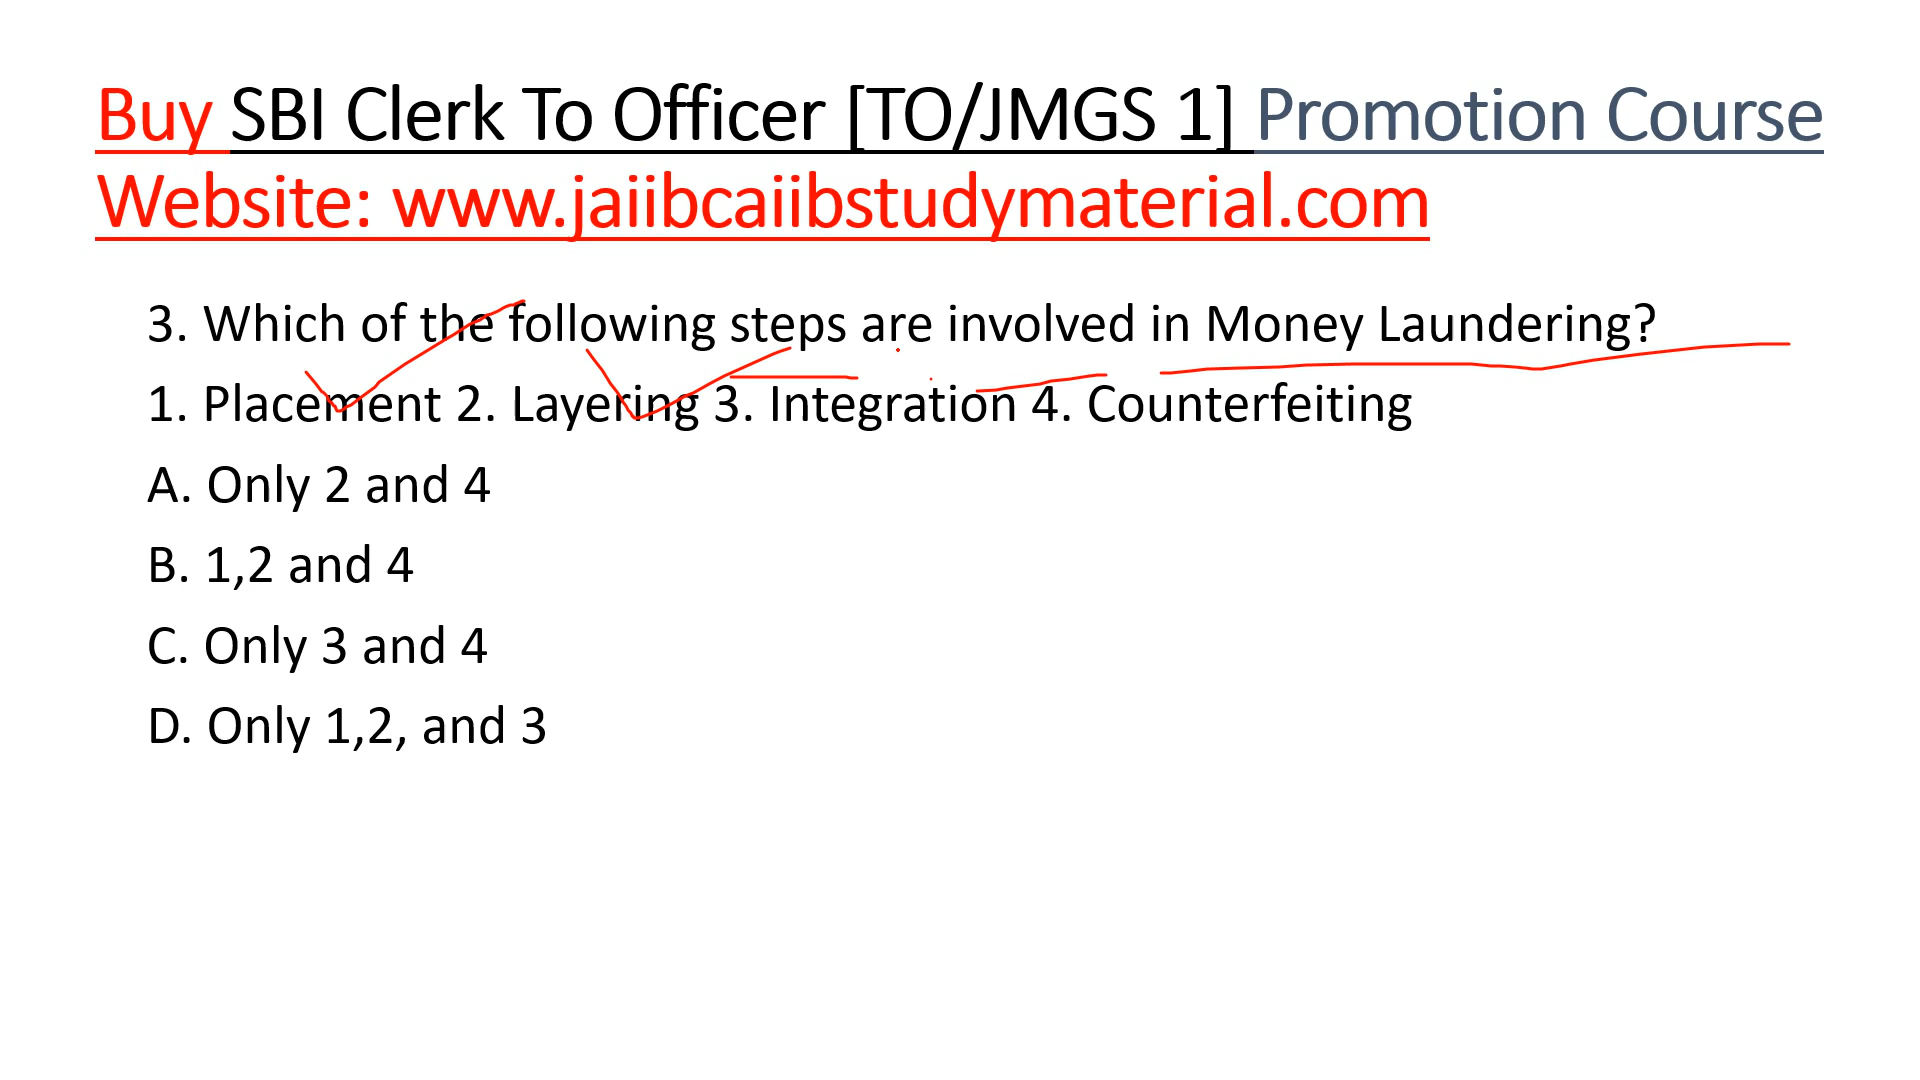 Buy SBI Clerk To Officer [TO/JMGS 1] Promotion Course
Website: www.jaiibcaiibstudymaterial.com
3. Which of the following steps are involved in Money Laundering?
1. Placement 2. Layering 3. Integration 4. Counterfeiting
A. Only 2 and 4
B. 1,2 and 4
C. Only 3 and 4
D. Only 1,2, and 3